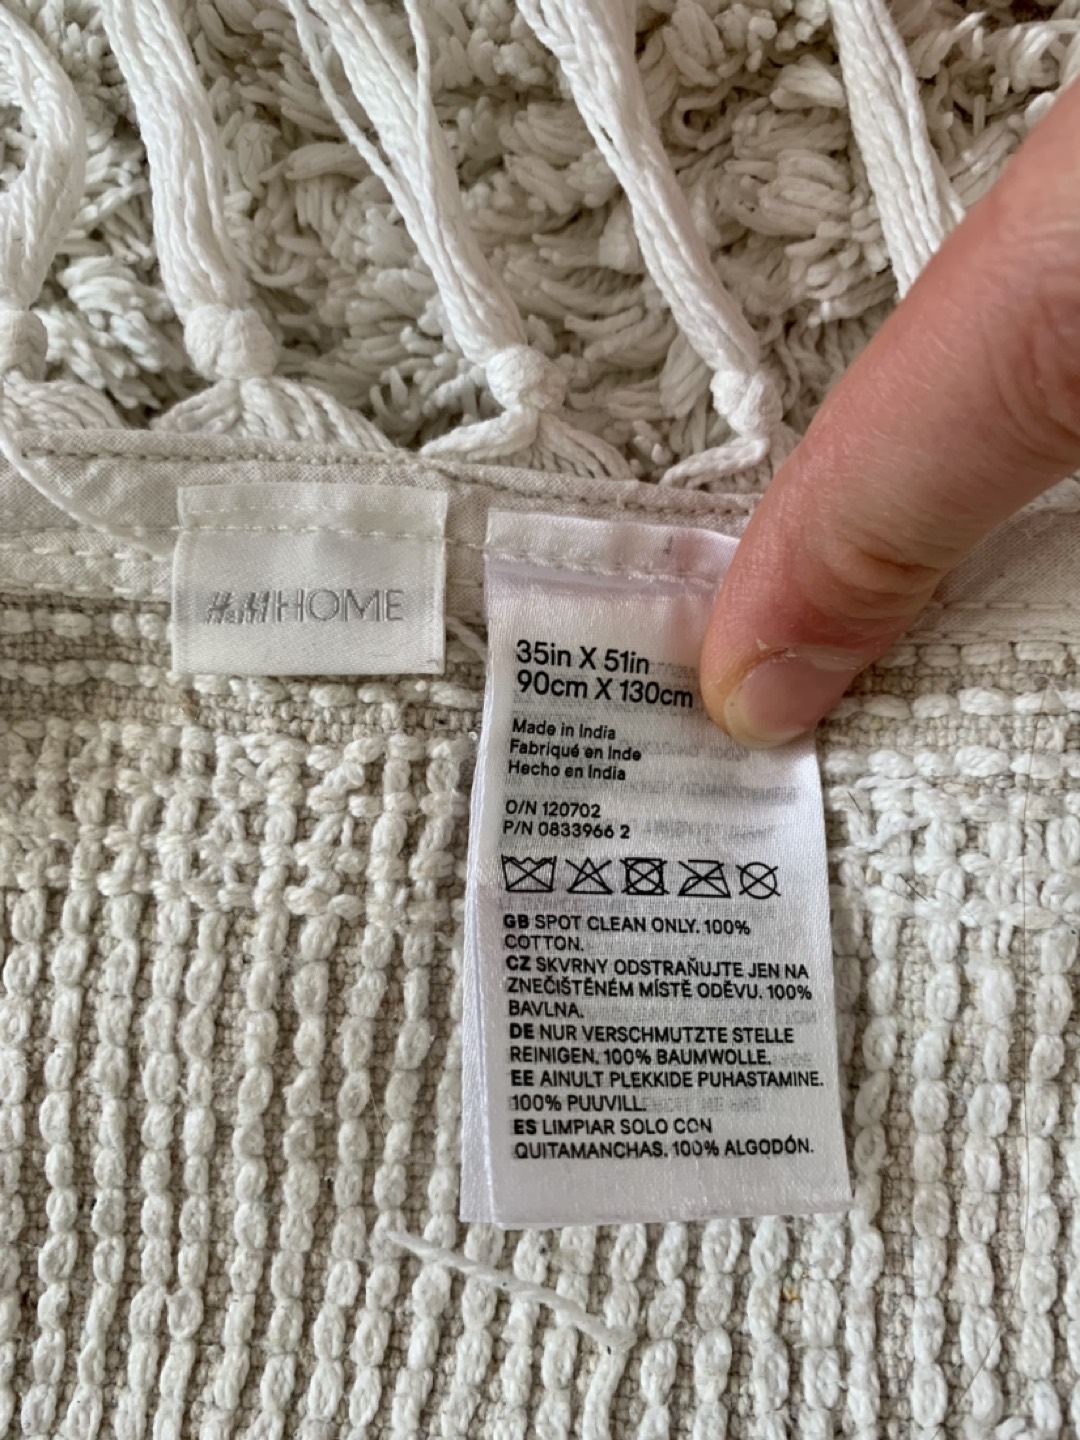 H&M HOME
35in X 51in
90cm X 130cm
Made in India
Fabriqué en Inde
Hecho en India
O/N 120702
P/N 0833966 2
GB SPOT CLEAN ONLY. 100%
COTTON.
CZ SKVRNY ODSTRAŇUJTE JEN NA
ZNEČIŠTĚNÉM MÍSTĚ ODĚVU. 100%
BAVLNA.
DE NUR VERSCHMUTZTE STELLE
REINIGEN. 100% BAUMWOLLE.
EE AINULT PLEKKIDE PUHASTAMINE.
100% PUUVILL.
ES LIMPIAR SOLO CON
QUITAMANCHAS. 100% ALGODÓN.